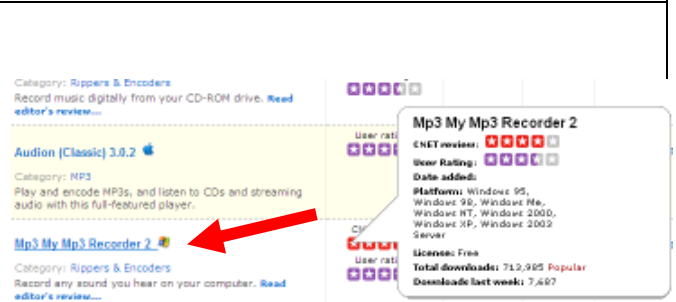 Category: Rippers & Encoders
Record music digitally from your CD-ROM drive. Read
editor's review...
Audion (Classic) 3.0.2
Category: MP3
Play and encode MP3s, and listen to CDs and streaming
audio with this full-featured player.
Mp3 My Mp3 Recorder 2
Category: Rippers & Encoders
Record any sound you hear on your computer. Read
editor's review...
User rati
User rati
Mp3 My Mp3 Recorder 2
CNET review:
User Rating:
Date added:
Platform: Windows 95,
Windows 98, Windows Me,
Windows NT, Windows 2000,
Windows XP, Windows 2003
Server
License: Free
Total downloads: 713,985 Popular
Downloads last week: 7,687